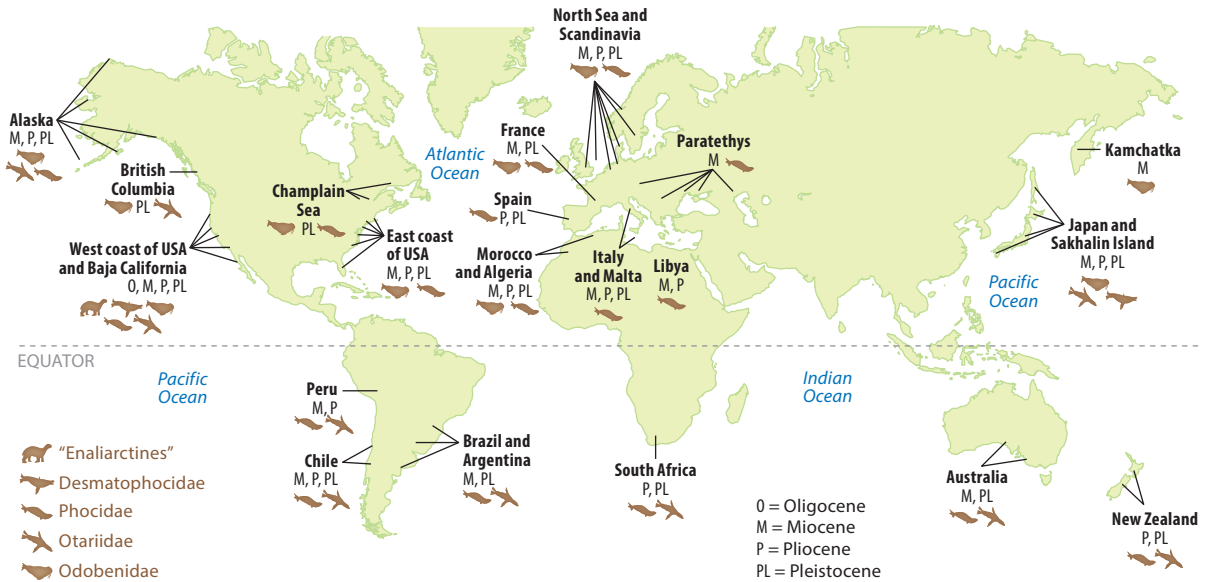 North Sea and
Scandinavia
M, P, PL
Alaska
M, P, PL
British
Columbia
PL
Champlain
Sea
PL
West coast of USA
and Baja California
O, M, P, PL
East coast
of USA
M, P, PL
Atlantic
Ocean
France
M, PL
Spain
P, PL
Paratethys
M
Morocco
and Algeria
M, P, PL
Italy
and Malta
M, P, PL
Libya
M, P
Kamchatka
M
Japan and
Sakhalin Island
M, P, PL
Pacific
Ocean
EQUATOR
Pacific
Ocean
Indian
Ocean
Peru
M, P
Chile
M, P, PL
Brazil and
Argentina
M, PL
South Africa
P, PL
Australia
M, PL
New Zealand
P, PL
"Enaliarctines"
Desmatophocidae
Phocidae
Otariidae
Odobenidae
O = Oligocene
M = Miocene
P = Pliocene
PL = Pleistocene